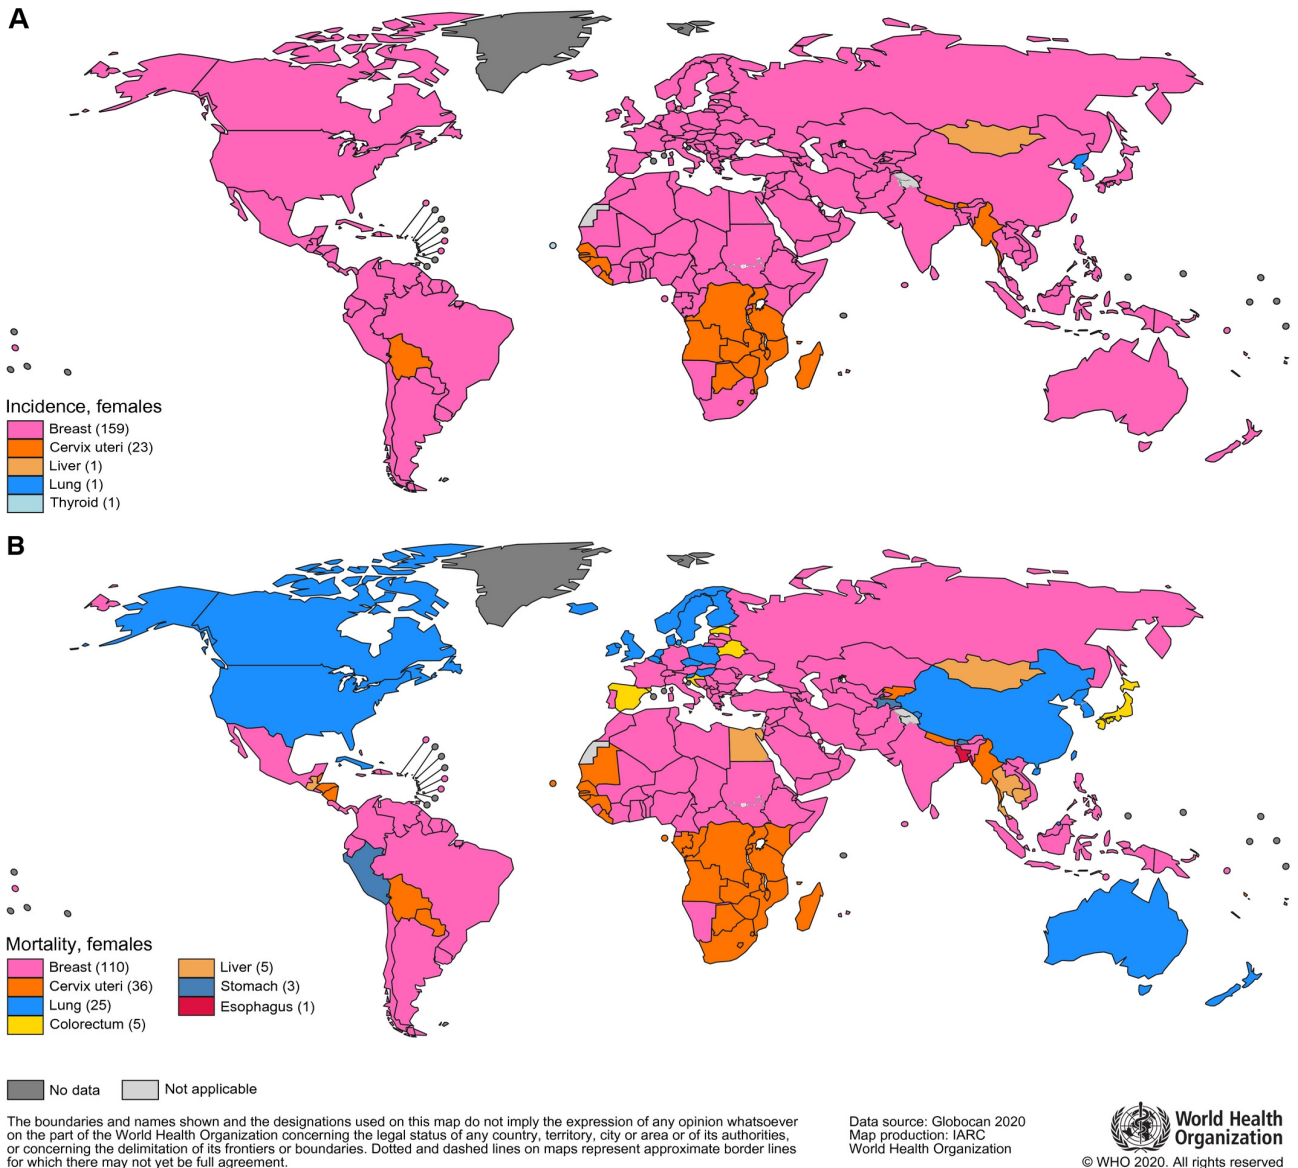 A
Incidence, females
Breast (159)
Cervix uteri (23)
Liver (1)
Lung (1)
Thyroid (1)
B
Mortality, females
Breast (110)
Cervix uteri (36)
Lung (25)
Colorectum (5)
Liver (5)
Stomach (3)
Esophagus (1)
No data
Not applicable
The boundaries and names shown and the designations used on this map do not imply the expression of any opinion whatsoever
on the part of the World Health Organization concerning the legal status of any country, territory, city or area or of its authorities,
or concerning the delimitation of its frontiers or boundaries. Dotted and dashed lines on maps represent approximate border lines
for which there may not yet be full agreement.
Data source: Globocan 2020
Map production: IARC
World Health Organization
World Health
Organization
© WHO 2020. All rights reserved